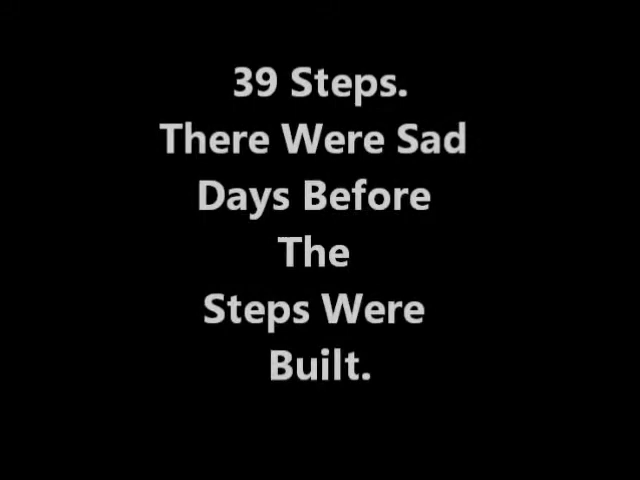 39 Steps.
There Were Sad
Days Before
The
Steps Were
Built.